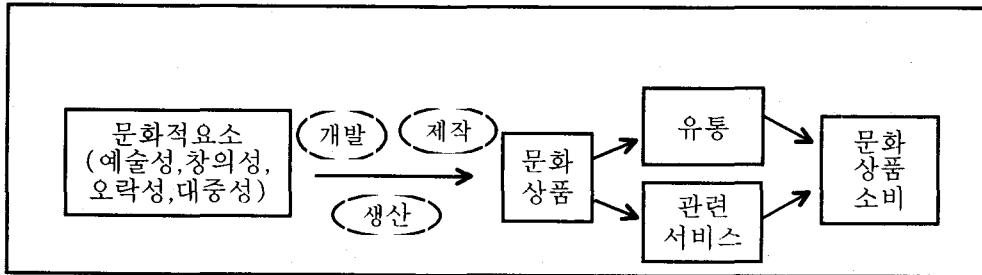 문화적요소
(예술성,창의성,
오락성,대중성)
개발
제작
생산
문화
상품
유통
관련
서비스
문화
상품
소비